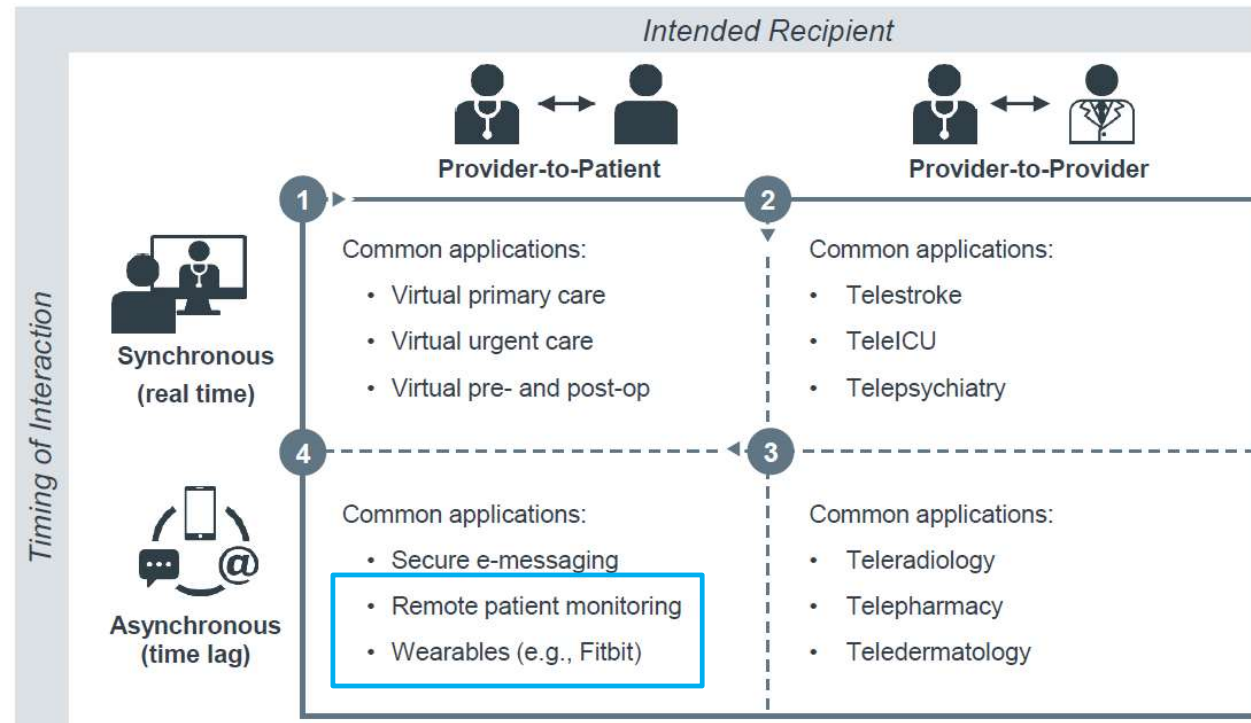 Intended Recipient
Provider-to-Patient
Provider-to-Provider
1
2
Timing of Interaction
Synchronous
(real time)
Common applications:
• Virtual primary care
• Virtual urgent care
• Virtual pre- and post-op
Common applications:
• Telestroke
• TeleICU
• Telepsychiatry
4
3
@
Asynchronous
(time lag)
Common applications:
• Secure e-messaging
• Remote patient monitoring
• Wearables (e.g., Fitbit)
Common applications:
• Teleradiology
• Telepharmacy
• Teledermatology